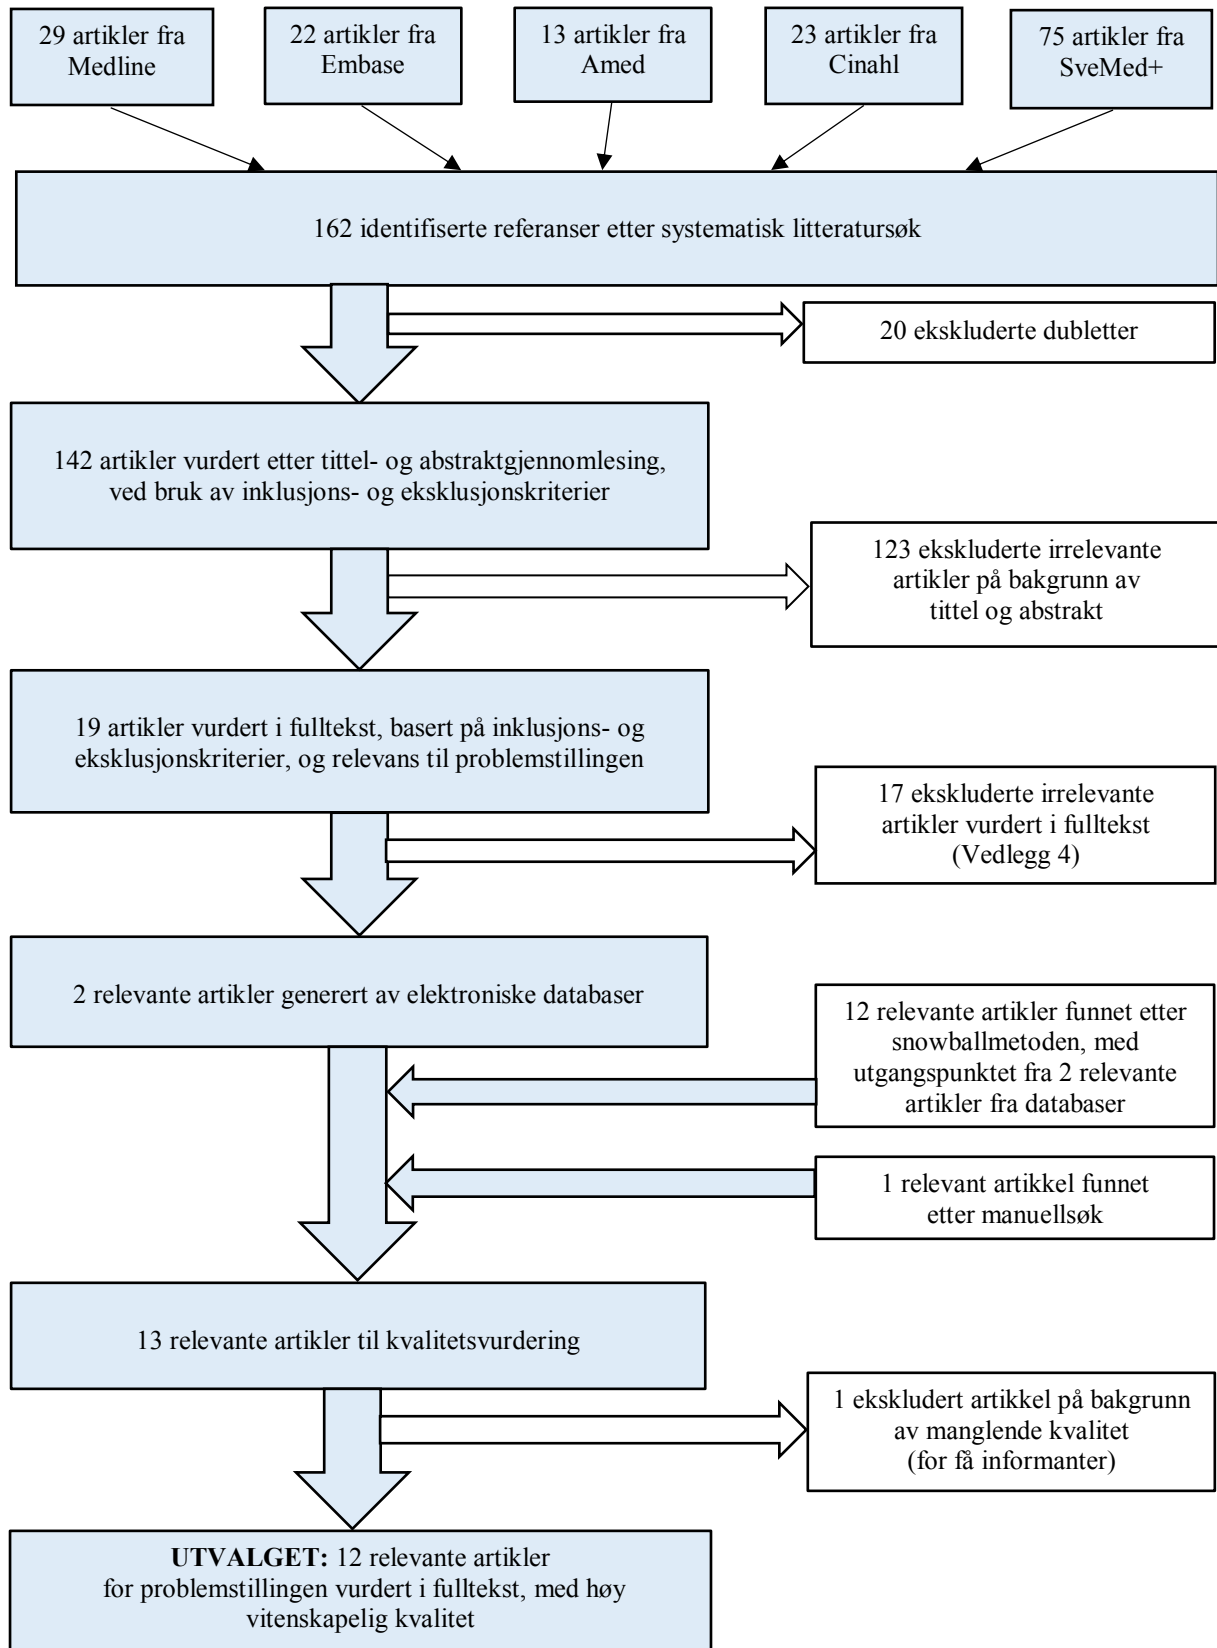 29 artikler fra
Medline
22 artikler fra
Embase
13 artikler fra
Amed
23 artikler fra
Cinahl
75 artikler fra
SveMed+
162 identifiserte referanser etter systematisk litteratursøk
20 ekskluderte dubletter
142 artikler vurdert etter tittel- og abstraktgjennomlesing,
ved bruk av inklusjons- og eksklusjonskriterier
123 ekskluderte irrelevante
artikler på bakgrunn av
tittel og abstrakt
19 artikler vurdert i fulltekst, basert på inklusjons- og
eksklusjonskriterier, og relevans til problemstillingen
17 ekskluderte irrelevante
artikler vurdert i fulltekst
(Vedlegg 4)
2 relevante artikler generert av elektroniske databaser
12 relevante artikler funnet etter
snowballmetoden, med
utgangspunktet fra 2 relevante
artikler fra databaser
1 relevant artikkel funnet
etter manuellsøk
13 relevante artikler til kvalitetsvurdering
1 ekskludert artikkel på bakgrunn
av manglende kvalitet
(for få informanter)
UTVALGET: 12 relevante artikler
for problemstillingen vurdert i fulltekst, med høy
vitenskapelig kvalitet